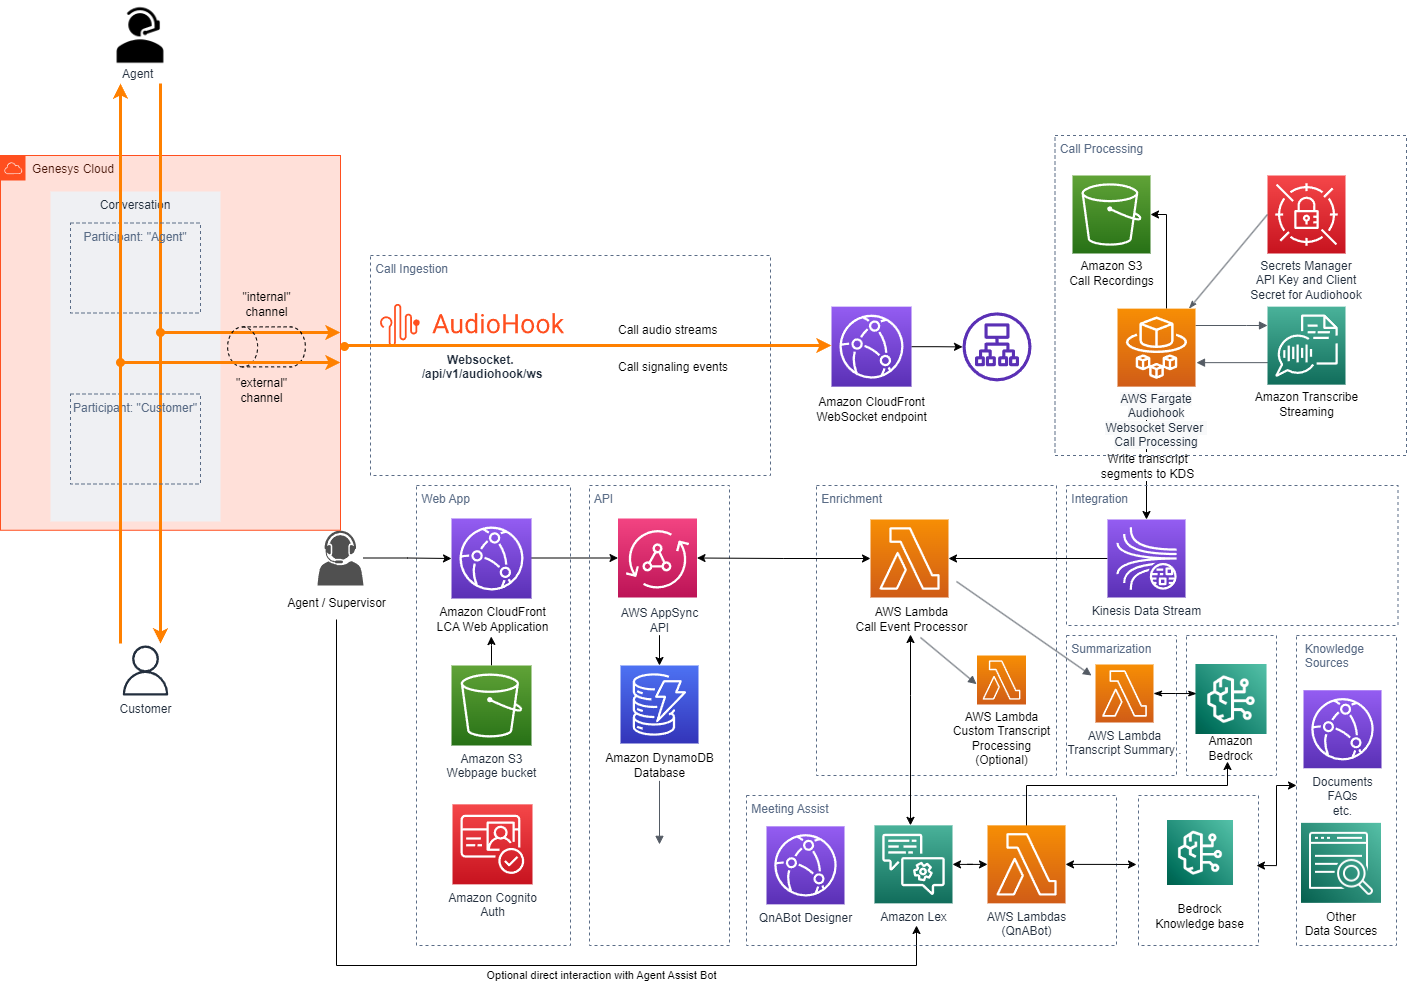 Agent
Genesys Cloud
Conversation
Participant: "Agent"
"internal"
channel
"external"
channel
Participant: "Customer"
Customer
Call Ingestion
AudioHook
Websocket.
/api/v1/audiohook/ws
Call audio streams
Call signaling events
Amazon CloudFront
WebSocket endpoint
Call Processing
Amazon S3
Call Recordings
Secrets Manager
API Key and Client
Secret for Audiohook
AWS Fargate
Audiohook
Websocket Server
Call Processing
Amazon Transcribe
Streaming
Write transcript
segments to KDS
Agent / Supervisor
Web App
Amazon CloudFront
LCA Web Application
Amazon S3
Webpage bucket
Amazon Cognito
Auth
API
AWS AppSync
API
Amazon DynamoDB
Database
Enrichment
AWS Lambda
Call Event Processor
AWS Lambda
Custom Transcript
Processing
(Optional)
Integration
Kinesis Data Stream
Summarization
AWS Lambda
Transcript Summary
Amazon
Bedrock
Knowledge
Sources
Documents
FAQs
etc.
Other
Data Sources
Meeting Assist
QnABot Designer
Amazon Lex
AWS Lambdas
(QnABot)
Bedrock
Knowledge base
Optional direct interaction with Agent Assist Bot